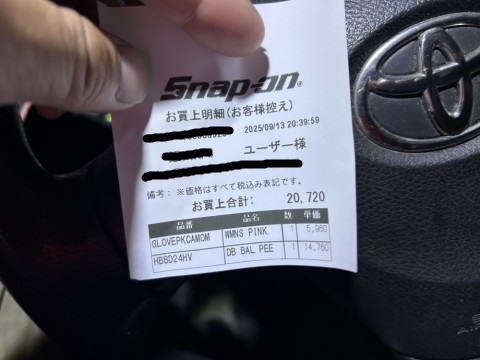 Snap-on
お買上明細(お客様控え)
2025/09/13 20:39:59
ユーザー様
備考： ※価格はすべて税込み表記です。
お買上合計: 20,720
品番 品名 数 単価
GLOVEPKCAMOM WMNS PINK 1 5,960
HBBD24HV DB BAL PEE 1 14,760